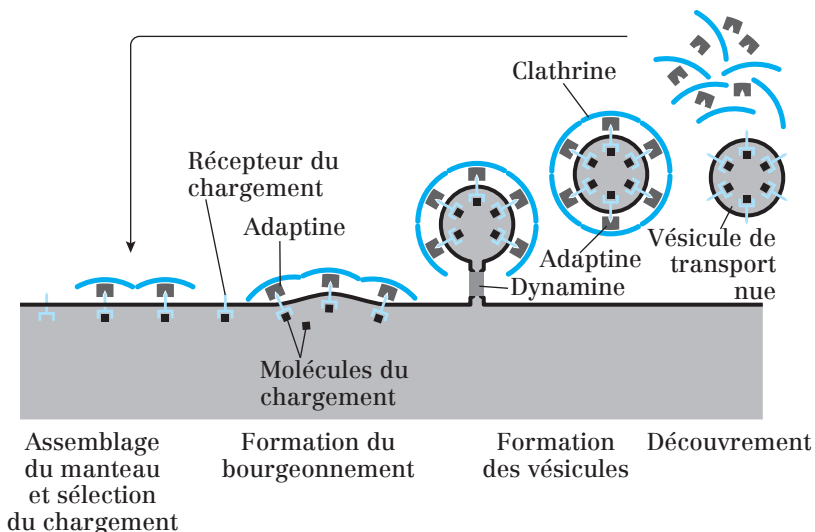 Clathrine
Récepteur du
chargement
Adaptine
Adaptine
Dynamine
Vésicule de
transport
nue
Molécules du
chargement
Assemblage
du manteau
et sélection
du chargement
Formation du
bourgeonnement
Formation
des vésicules
Découvrement